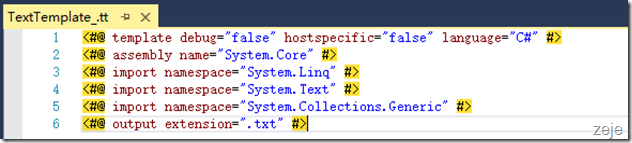 TextTemplate_.tt
1 <#@ template debug="false" hostspecific="false" language="C#" #>
2 <#@ assembly name="System.Core" #>
3 <#@ import namespace="System.Linq" #>
4 <#@ import namespace="System.Text" #>
5 <#@ import namespace="System.Collections.Generic" #>
6 <#@ output extension=".txt" #>
zeje